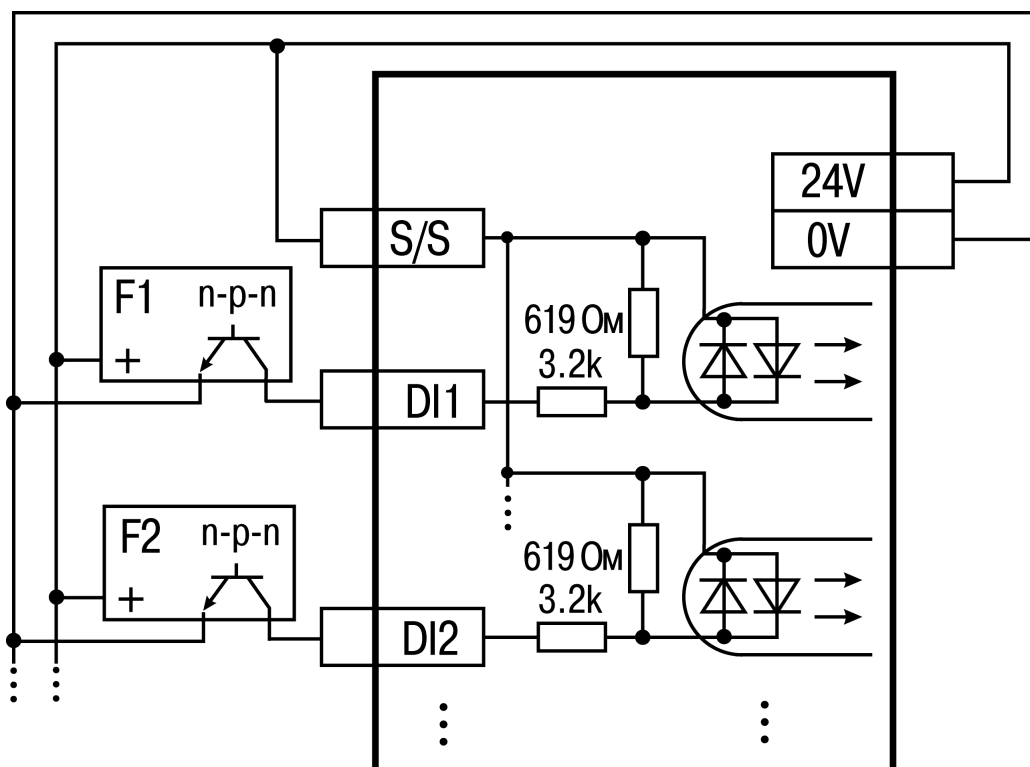 24V
S/S
0V
F1 n-p-n
+
619 Ом
3.2k
DI1
F2 n-p-n
+
619 Ом
3.2k
DI2